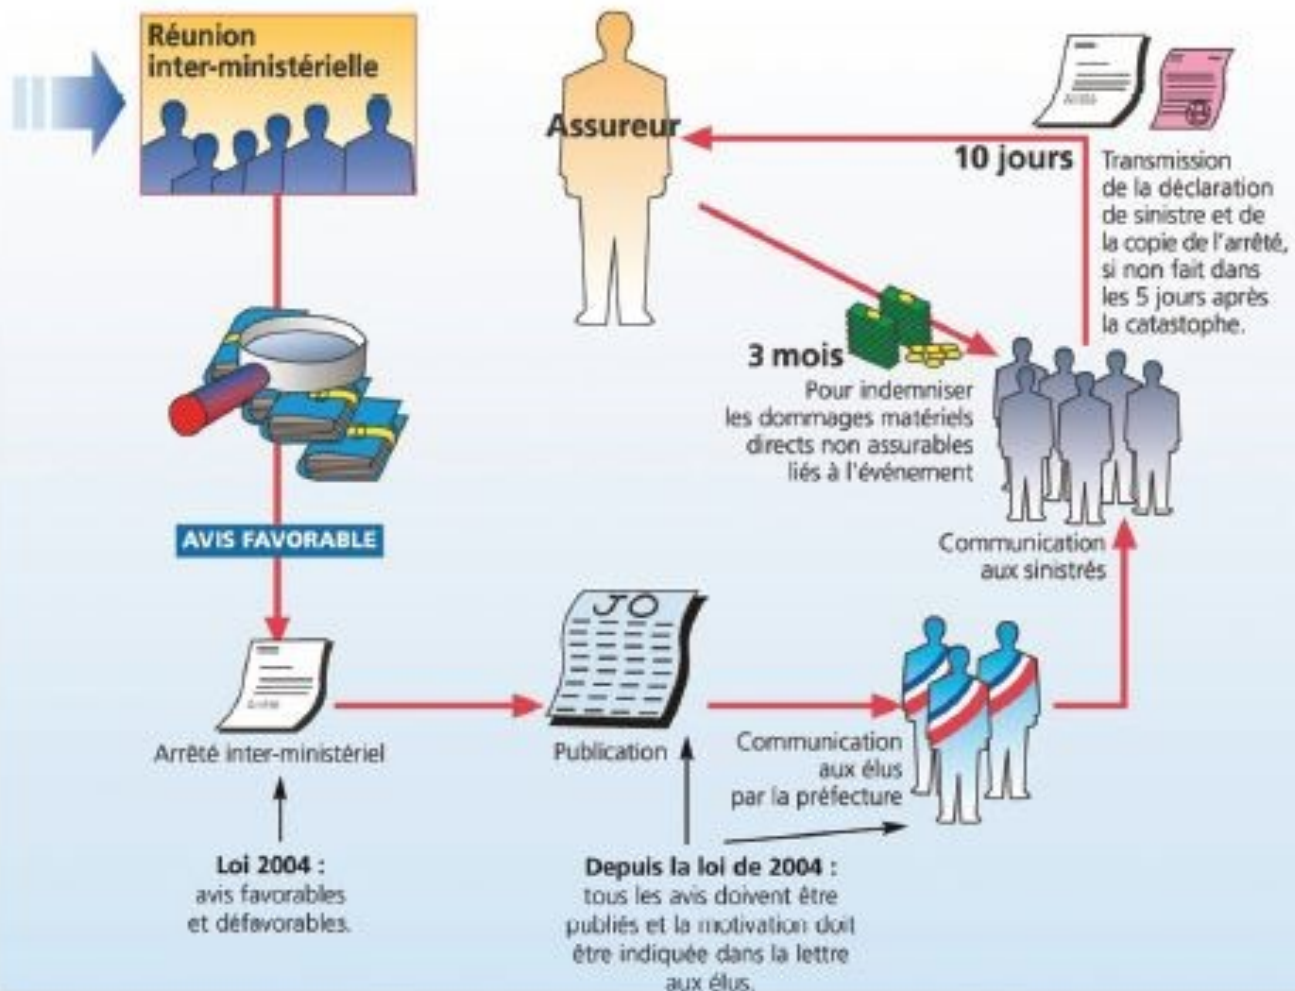 Réunion
inter-ministérielle
Assureur
10 jours
Arrêté
Transmission
de la déclaration
de sinistre et de
la copie de l'arrêté,
si non fait dans
les 5 jours après
la catastophe.
3 mois
Pour indemniser
les dommages matériels
directs non assurables
liés à l'événement
AVIS FAVORABLE
Communication
aux sinistrés
JO
Arrêté
Arrêté inter-ministériel
Publication
Communication
aux élus
par la préfecture
Loi 2004 :
avis favorables
et défavorables.
Depuis la loi de 2004 :
tous les avis doivent être
publiés et la motivation doit
être indiquée dans la lettre
aux élus.